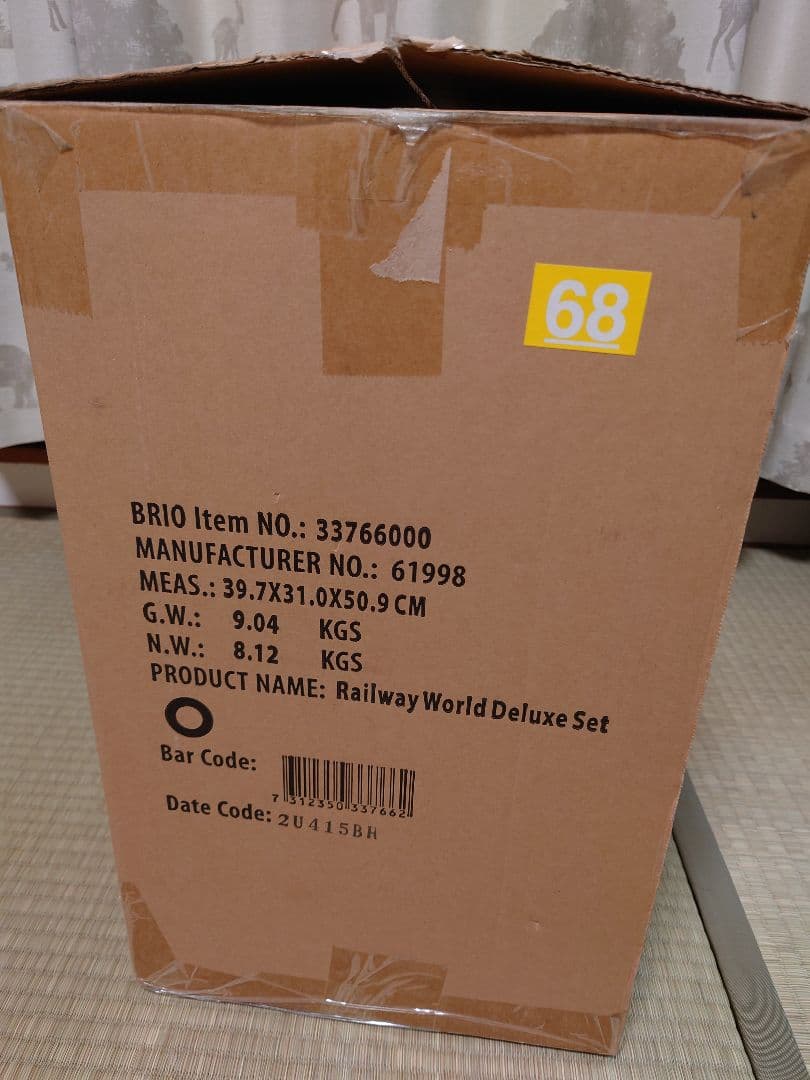 68
BRIO Item NO.: 33766000
MANUFACTURER NO.: 61998
MEAS.: 39.7X31.0X50.9 CM
G.W.: 9.04 KGS
N.W.: 8.12 KGS
PRODUCT NAME: Railway World Deluxe Set
Bar Code:
7 312350 337662
Date Code: 2U415BH